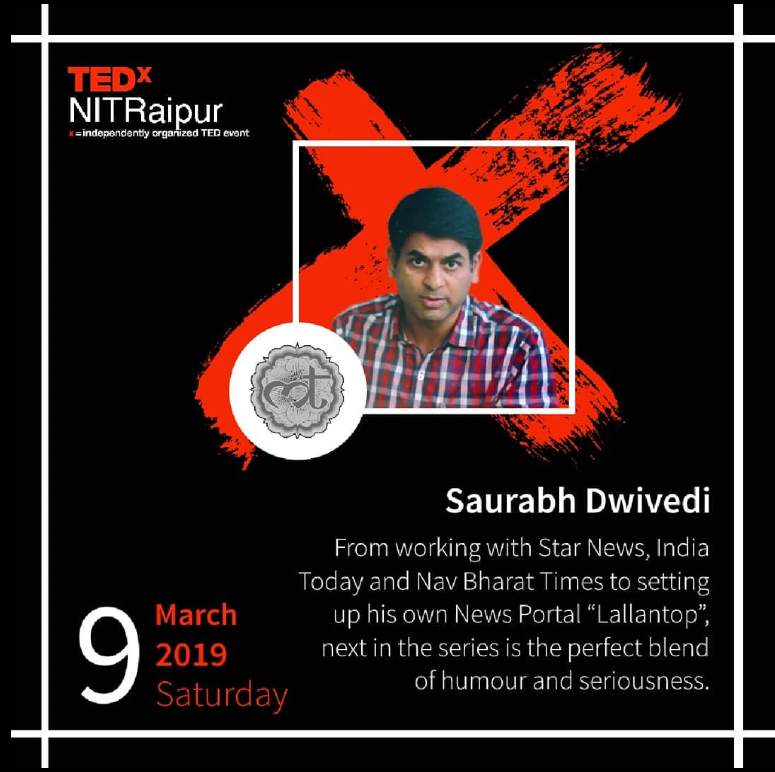 TEDx
NITRaipur
x = independently organized TED event
Saurabh Dwivedi
From working with Star News, India
Today and Nav Bharat Times to setting
up his own News Portal “Lallantop”,
next in the series is the perfect blend
of humour and seriousness.
9
March
2019
Saturday